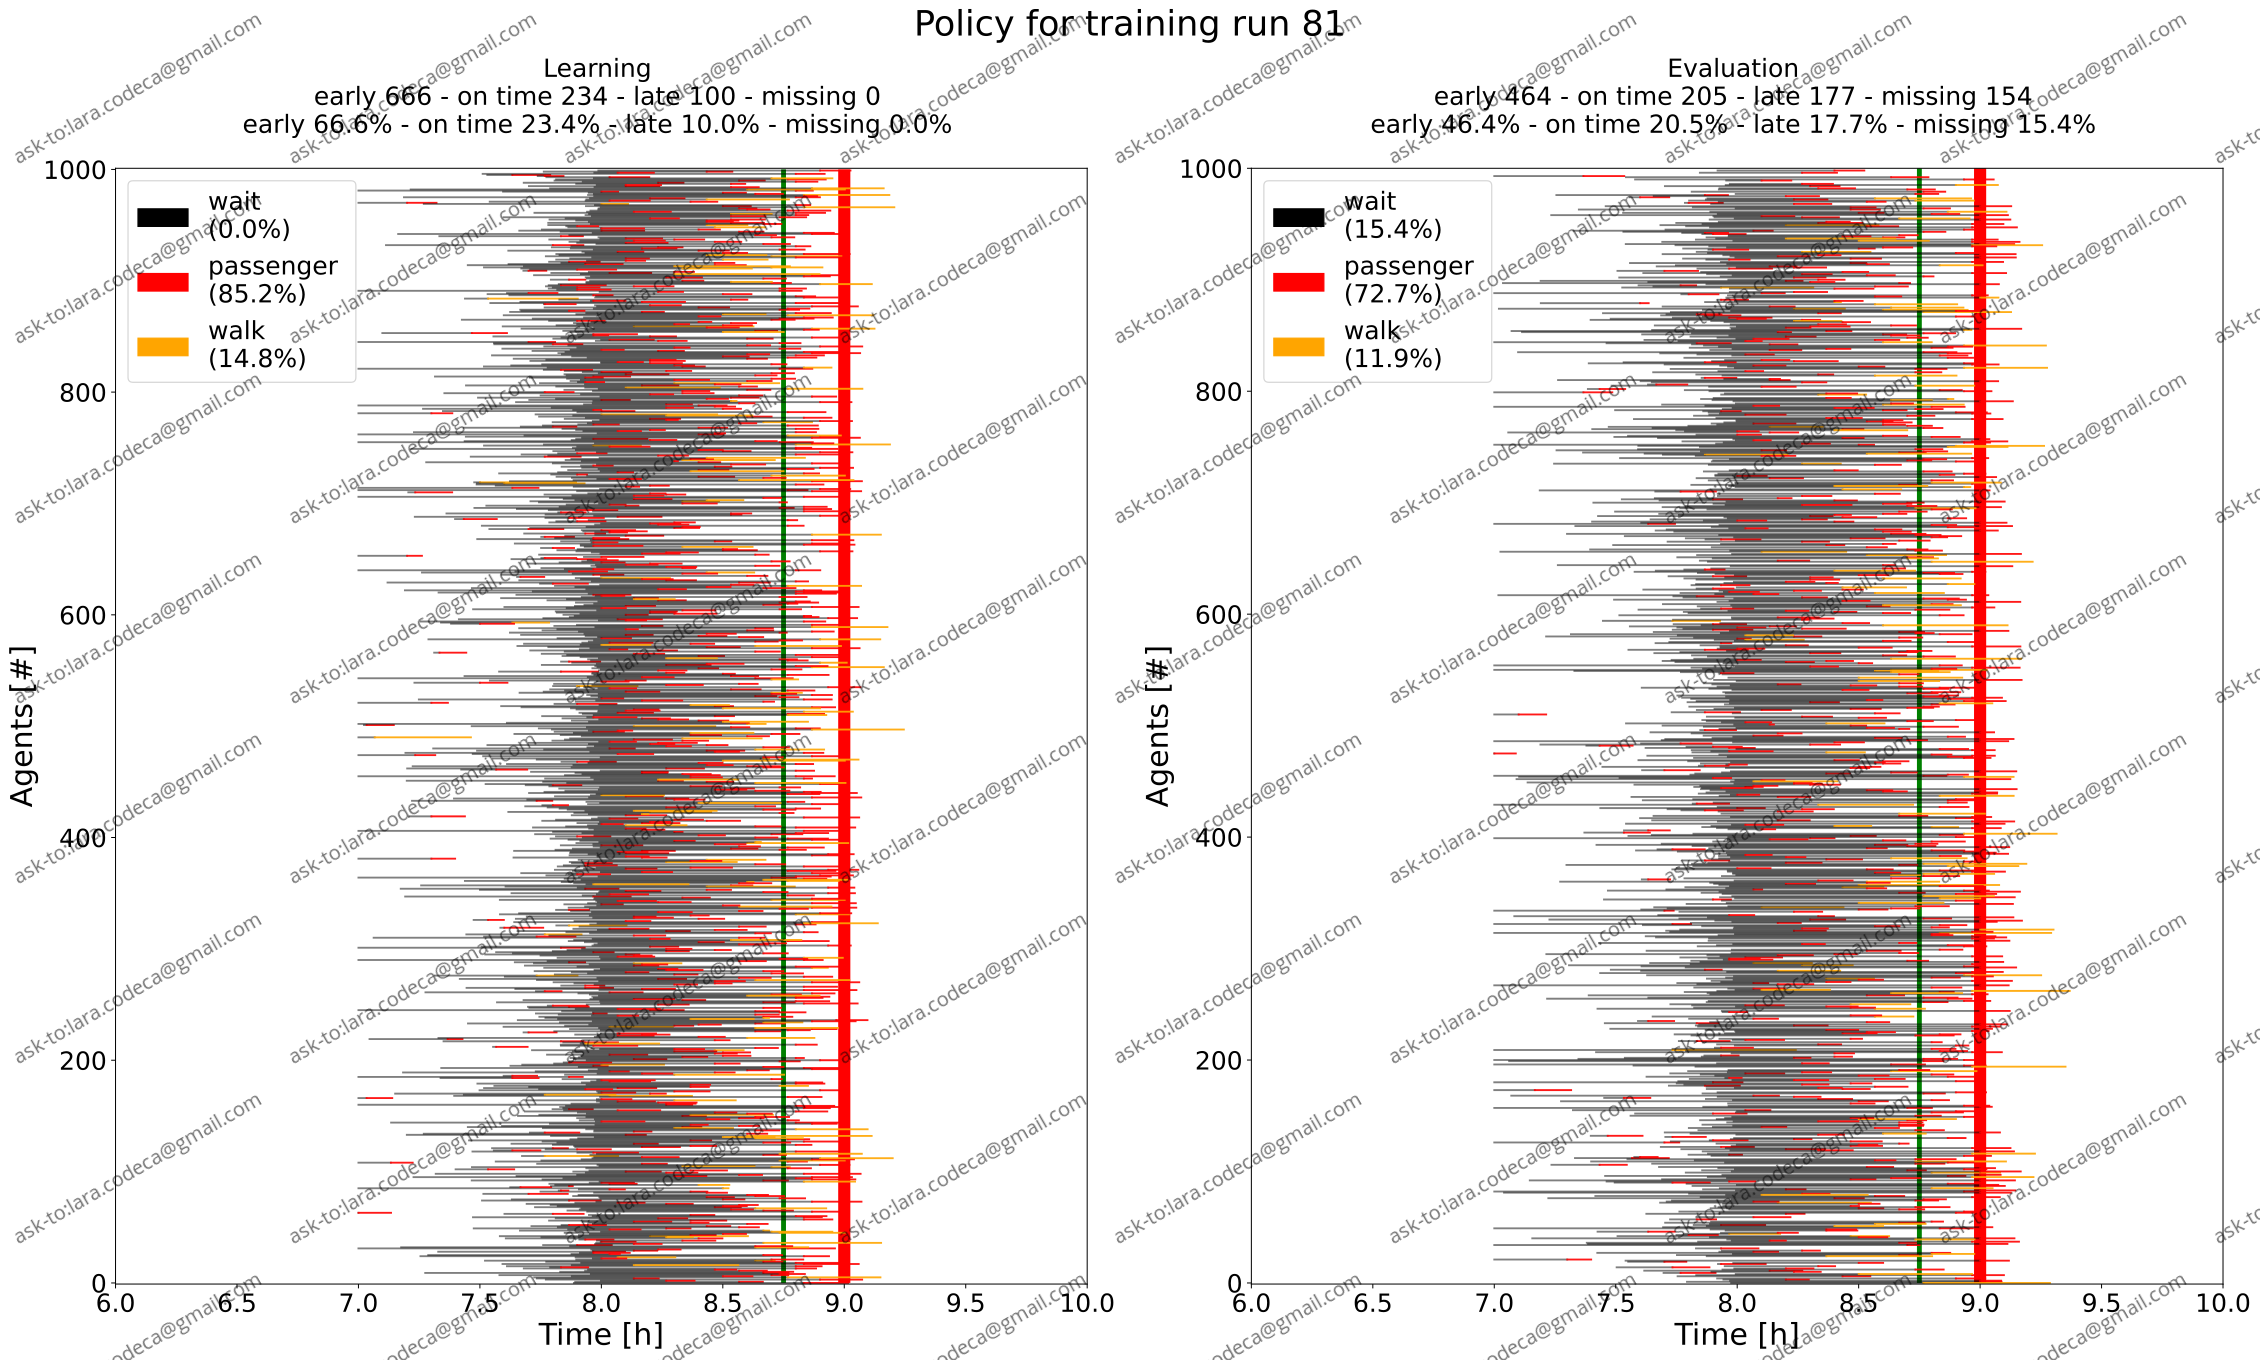 Policy for training run 81
Learning
early 666 - on time 234 - late 100 - missing 0
early 66.6% - on time 23.4% - late 10.0% - missing 0.0%
1000
800
600
400
200
0
Agents [#]
wait
(0.0%)
passenger
(85.2%)
walk
(14.8%)
6.0 6.5 7.0 7.5 8.0 8.5 9.0 9.5 10.0
Time [h]
Evaluation
early 464 - on time 205 - late 177 - missing 154
early 46.4% - on time 20.5% - late 17.7% - missing 15.4%
1000
800
600
400
200
0
Agents [#]
wait
(15.4%)
passenger
(72.7%)
walk
(11.9%)
6.0 6.5 7.0 7.5 8.0 8.5 9.0 9.5 10.0
Time [h]
ask-to:lara.codeca@gmail.com